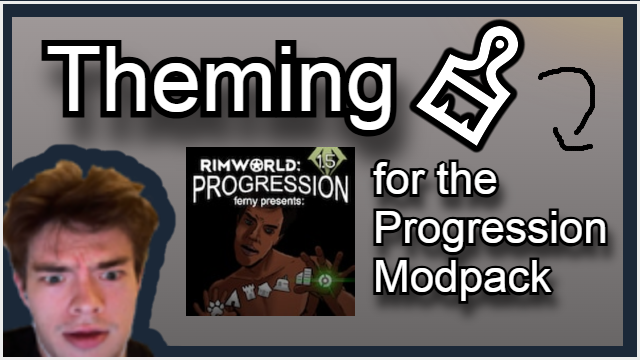 Theming
RIMWORLD:
1.5
PROGRESSION
ferny presents:
for the
Progression
Modpack